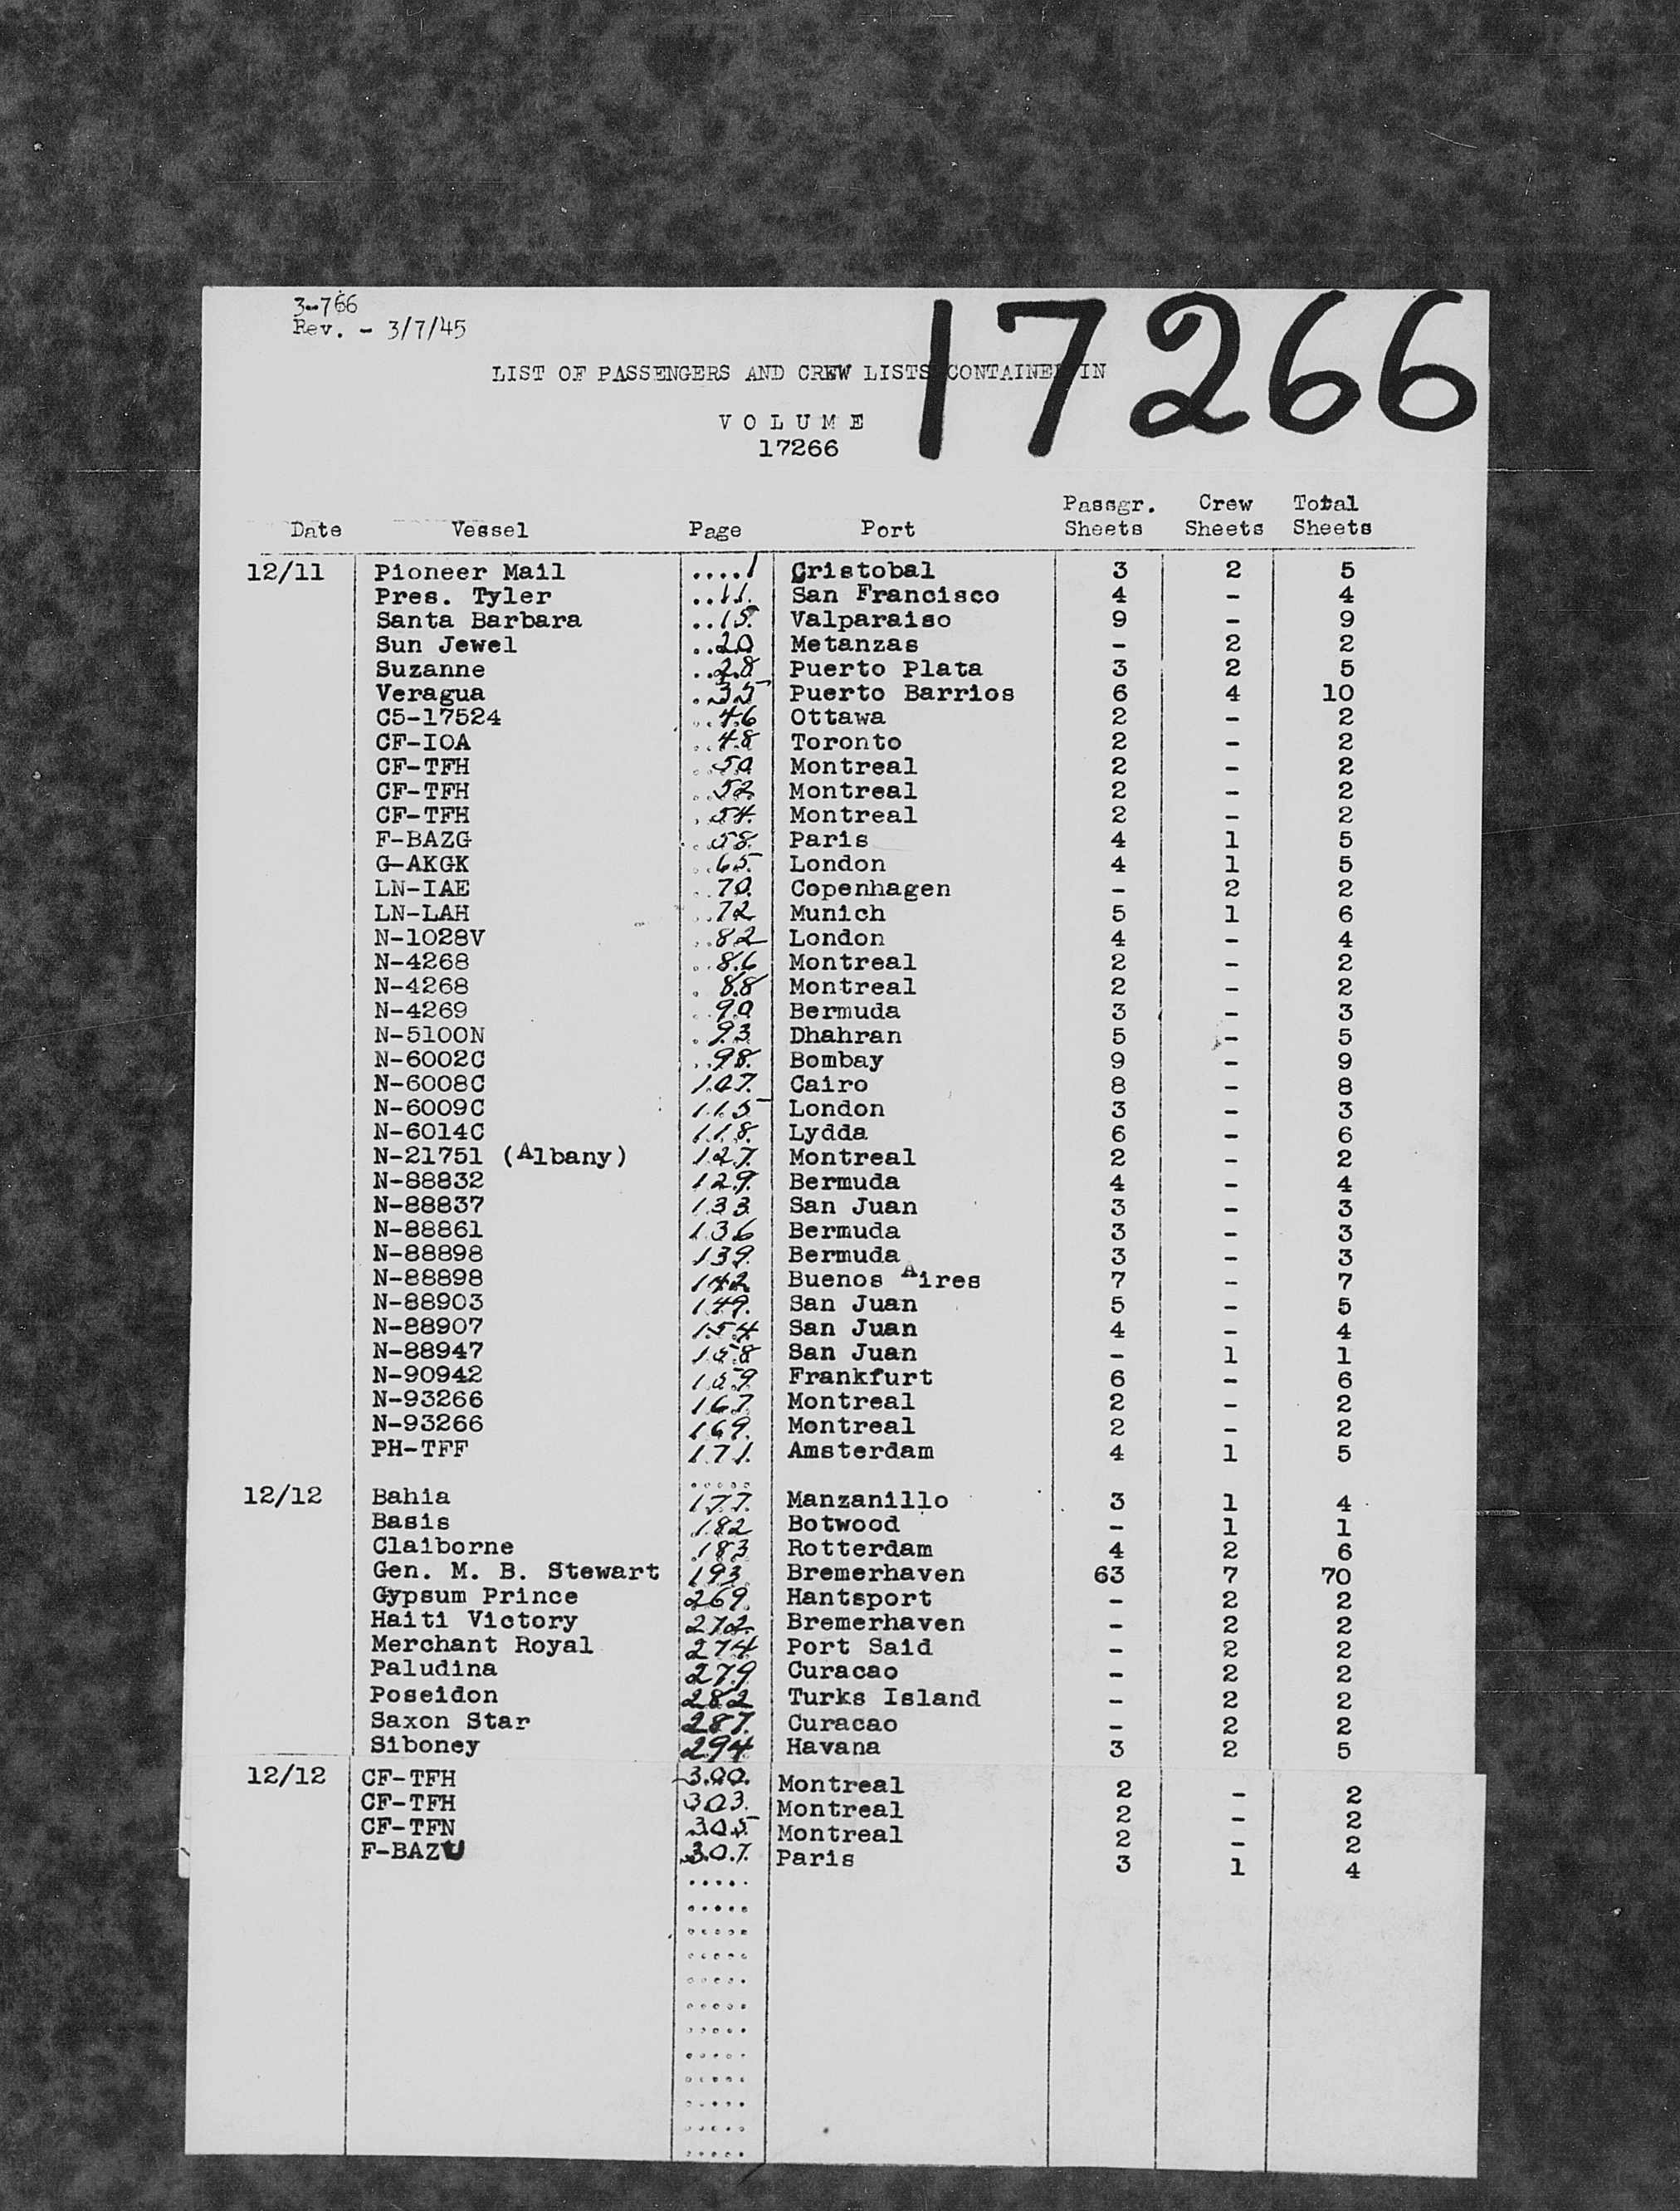 3-766
Rev. - 3/7/45
17266
LIST OF PASSENGERS AND CREW LISTS CONTAINED IN
V O L U M E
17266
Date Vessel Page Port Passgr. Sheets Crew Sheets Total Sheets
12/11 Pioneer Mail .....1 Cristobal 3 2 5
Pres. Tyler ..11. San Francisco 4 - 4
Santa Barbara ..15. Valparaiso 9 - 9
Sun Jewel ..20 Metanzas - 2 2
Suzanne ..28 Puerto Plata 3 2 5
Veragua ..35 Puerto Barrios 6 4 10
C5-17524 ..46 Ottawa 2 - 2
CF-IOA ..48 Toronto 2 - 2
CF-TFH ..50 Montreal 2 - 2
CF-TFH ..52 Montreal 2 - 2
CF-TFH ..54. Montreal 2 - 2
F-BAZG ..58. Paris 4 1 5
G-AKGK ..65. London 4 1 5
LN-IAE ..70. Copenhagen - 2 2
LN-LAH ..72 Munich 5 1 6
N-1028V ..82 London 4 - 4
N-4268 ..86 Montreal 2 - 2
N-4268 ..88 Montreal 2 - 2
N-4269 ..90 Bermuda 3 - 3
N-5100N ..93. Dhahran 5 - 5
N-6002C ..98. Bombay 9 - 9
N-6008C 107. Cairo 8 - 8
N-6009C 115 London 3 - 3
N-6014C 118. Lydda 6 - 6
N-21751 (Albany) 127. Montreal 2 - 2
N-88832 129. Bermuda 4 - 4
N-88837 133 San Juan 3 - 3
N-88861 136 Bermuda 3 - 3
N-88898 139. Bermuda 3 - 3
N-88898 142 Buenos Aires 7 - 7
N-88903 149. San Juan 5 - 5
N-88907 154 San Juan 4 - 4
N-88947 158 San Juan - 1 1
N-90942 159 Frankfurt 6 - 6
N-93266 167. Montreal 2 - 2
N-93266 169. Montreal 2 - 2
PH-TFF 171. Amsterdam 4 1 5
.....
12/12 Bahia 177. Manzanillo 3 1 4
Basis 182 Botwood - 1 1
Claiborne 183 Rotterdam 4 2 6
Gen. M. B. Stewart 193 Bremerhaven 63 7 70
Gypsum Prince 269. Hantsport - 2 2
Haiti Victory 272. Bremerhaven - 2 2
Merchant Royal 274 Port Said - 2 2
Paludina 279 Curacao - 2 2
Poseidon 282 Turks Island - 2 2
Saxon Star 287. Curacao - 2 2
Siboney 294 Havana 3 2 5
12/12 CF-TFH 300. Montreal 2 - 2
CF-TFH 303. Montreal 2 - 2
CF-TFN 305 Montreal 2 - 2
F-BAZU 307. Paris 3 1 4